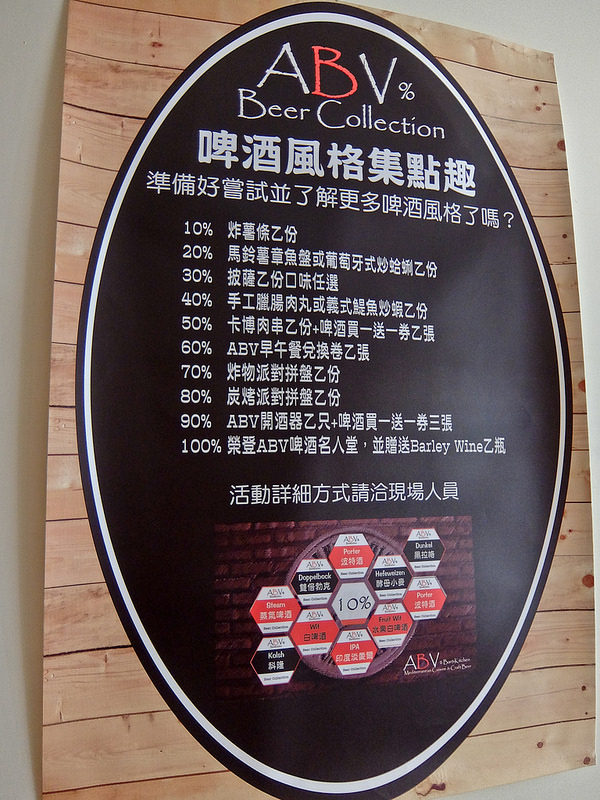 ABV%
Beer Collection
啤酒風格集點趣
準備好嘗試並了解更多啤酒風格了嗎？
10% 炸薯條乙份
20% 馬鈴薯章魚盤或葡萄牙式炒蛤蜊乙份
30% 披薩乙份口味任選
40% 手工臘腸肉丸或義式鯷魚炒蝦乙份
50% 卡博肉串乙份+啤酒買一送一券乙張
60% ABV早午餐兌換卷乙張
70% 炸物派對拼盤乙份
80% 炭烤派對拼盤乙份
90% ABV開酒器乙只+啤酒買一送一券三張
100% 榮登ABV啤酒名人堂，並贈送Barley Wine乙瓶
活動詳細方式請洽現場人員
Dunkel
黑拉格
Porter
波特酒
Doppelbock
雙倍勃克
Hefeweizen
酵母小麥
Steam
蒸氣啤酒
10%
Porter
波特酒
Wit
白啤酒
Fruit Wit
水果白啤酒
Kolsh
科隆
IPA
印度淡愛爾
ABV% Bar&Kitchen
Mediterranean Cuisine & Craft Beer